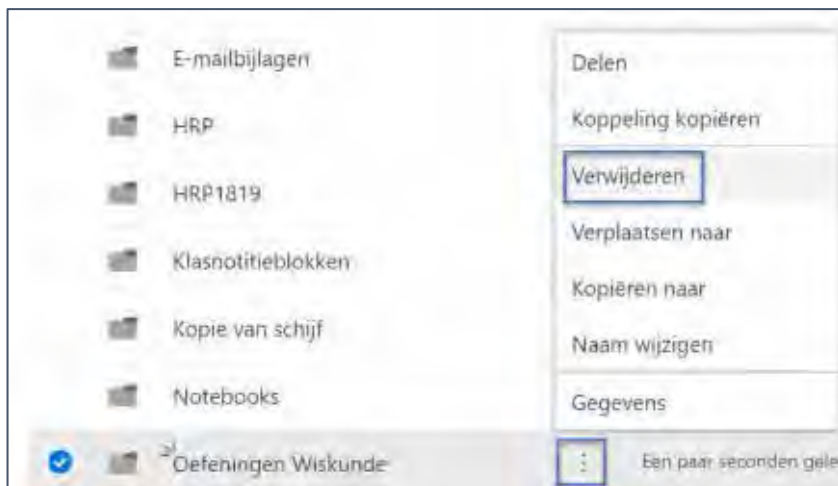 E-mailbijlagen
HRP
HRP1819
Klasnotitieblokken
Kopie van schijf
Notebooks
Oefeningen Wiskunde
Delen
Koppeling kopiëren
Verwijderen
Verplaatsen naar
Kopiëren naar
Naam wijzigen
Gegevens
Een paar seconden gele